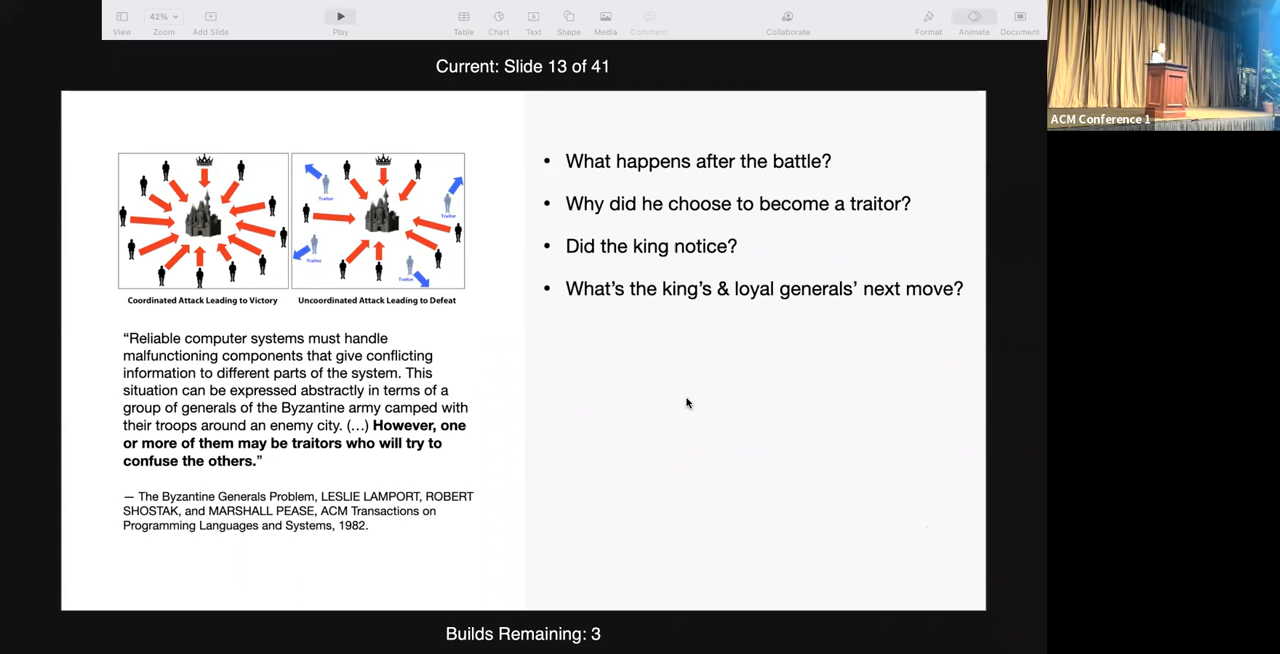 42%
View
Zoom
Add Slide
Play
Table
Chart
Text
Shape
Media
Comment
Collaborate
Format
Animate
Document
ACM Conference 1
Current: Slide 13 of 41
Traitor
Traitor
Traitor
Traitor
Coordinated Attack Leading to Victory
Uncoordinated Attack Leading to Defeat
“Reliable computer systems must handle
malfunctioning components that give conflicting
information to different parts of the system. This
situation can be expressed abstractly in terms of a
group of generals of the Byzantine army camped with
their troops around an enemy city. (…) However, one
or more of them may be traitors who will try to
confuse the others.”
— The Byzantine Generals Problem, LESLIE LAMPORT, ROBERT
SHOSTAK, and MARSHALL PEASE, ACM Transactions on
Programming Languages and Systems, 1982.
• What happens after the battle?
• Why did he choose to become a traitor?
• Did the king notice?
• What’s the king’s & loyal generals’ next move?
Builds Remaining: 3